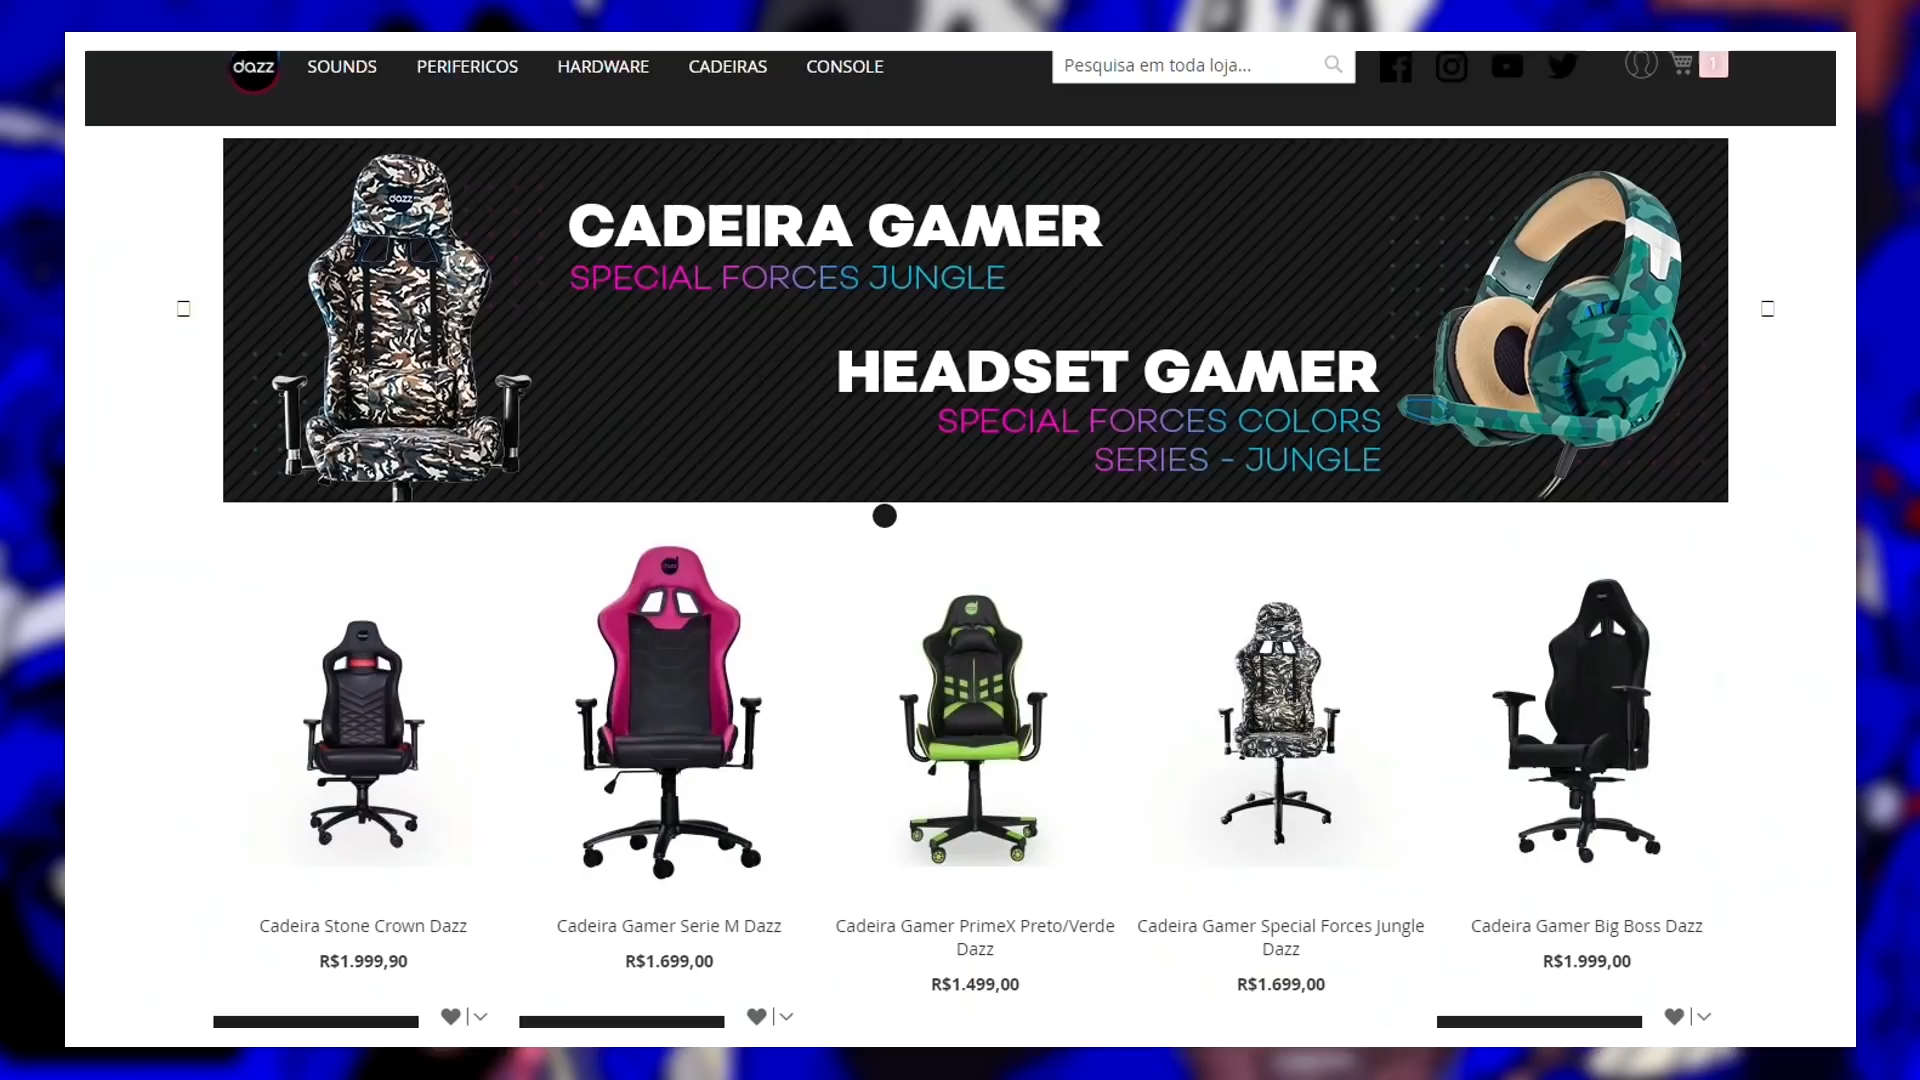 dazz SOUNDS PERIFERICOS HARDWARE CADEIRAS CONSOLE Pesquisa em toda loja... 1
dazz
CADEIRA GAMER
SPECIAL FORCES JUNGLE
HEADSET GAMER
SPECIAL FORCES COLORS
SERIES - JUNGLE
Cadeira Stone Crown Dazz
R$1.999,90
Cadeira Gamer Serie M Dazz
R$1.699,00
Cadeira Gamer PrimeX Preto/Verde
Dazz
R$1.499,00
Cadeira Gamer Special Forces Jungle
Dazz
R$1.699,00
Cadeira Gamer Big Boss Dazz
R$1.999,00